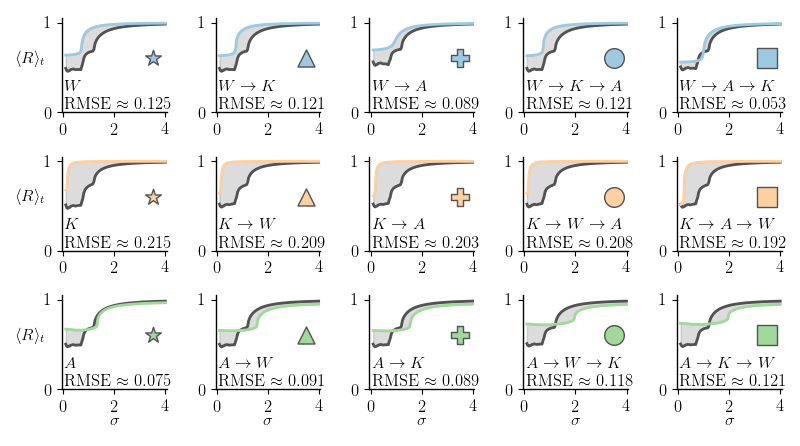 1 1 1 1 1
⟨R⟩t
W W → K W → A W → K → A W → A → K
RMSE ≈ 0.125 RMSE ≈ 0.121 RMSE ≈ 0.089 RMSE ≈ 0.121 RMSE ≈ 0.053
0 0 0 0 0
0 2 4 0 2 4 0 2 4 0 2 4 0 2 4
1 1 1 1 1
⟨R⟩t
K K → W K → A K → W → A K → A → W
RMSE ≈ 0.215 RMSE ≈ 0.209 RMSE ≈ 0.203 RMSE ≈ 0.208 RMSE ≈ 0.192
0 0 0 0 0
0 2 4 0 2 4 0 2 4 0 2 4 0 2 4
1 1 1 1 1
⟨R⟩t
A A → W A → K A → W → K A → K → W
RMSE ≈ 0.075 RMSE ≈ 0.091 RMSE ≈ 0.089 RMSE ≈ 0.118 RMSE ≈ 0.121
0 0 0 0 0
0 2 4 0 2 4 0 2 4 0 2 4 0 2 4
σ σ σ σ σ